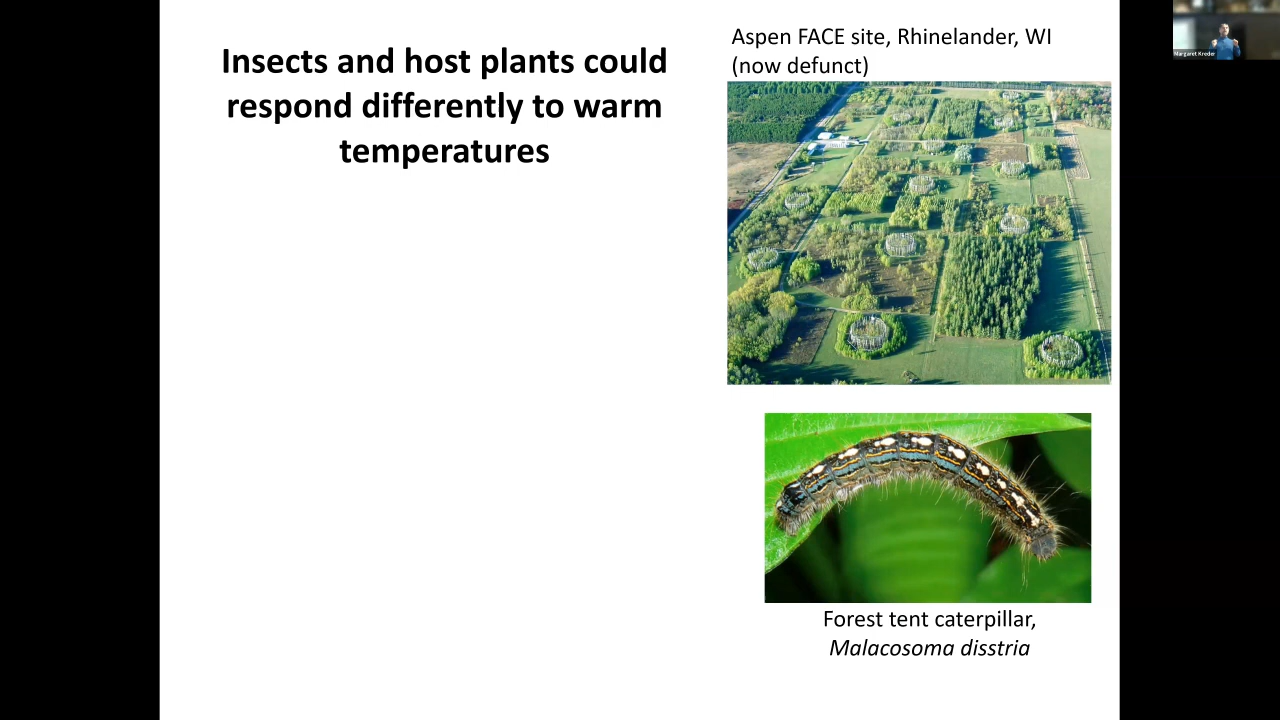 Insects and host plants could
respond differently to warm
temperatures
Aspen FACE site, Rhinelander, WI
(now defunct)
Forest tent caterpillar,
Malacosoma disstria
Margaret Kreder